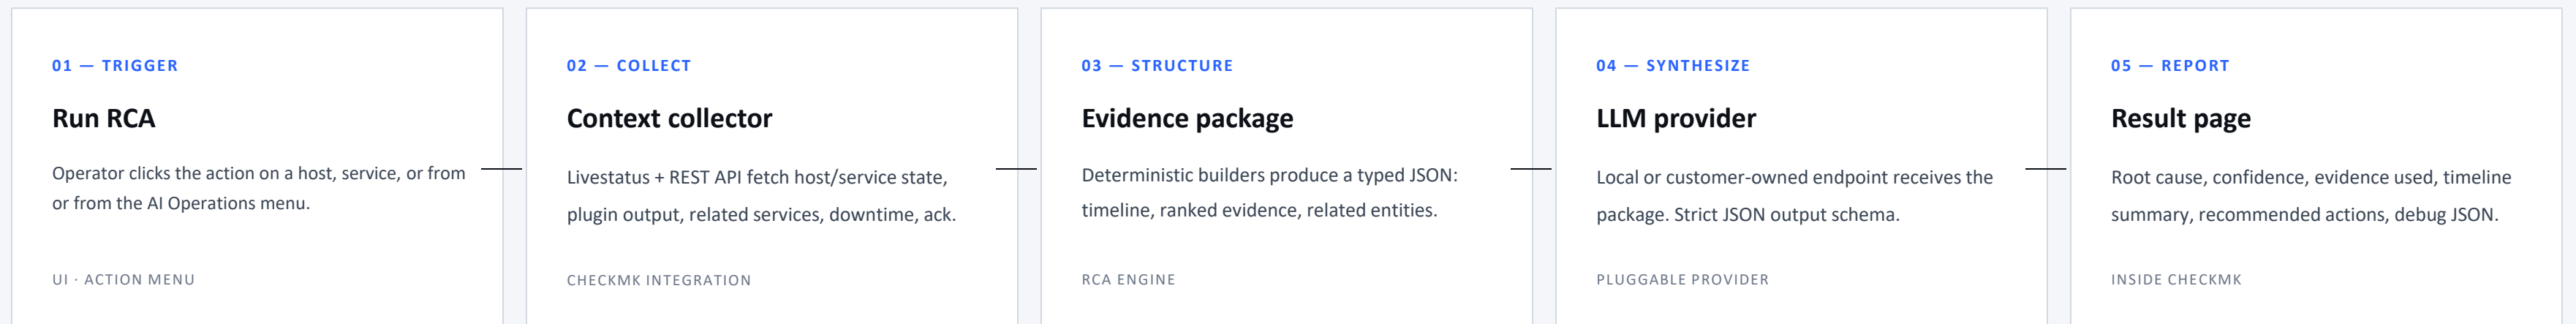 01 — TRIGGER
Run RCA
Operator clicks the action on a host, service, or from
or from the AI Operations menu.
UI · ACTION MENU
02 — COLLECT
Context collector
Livestatus + REST API fetch host/service state,
plugin output, related services, downtime, ack.
CHECKMK INTEGRATION
03 — STRUCTURE
Evidence package
Deterministic builders produce a typed JSON:
timeline, ranked evidence, related entities.
RCA ENGINE
04 — SYNTHESIZE
LLM provider
Local or customer-owned endpoint receives the
package. Strict JSON output schema.
PLUGGABLE PROVIDER
05 — REPORT
Result page
Root cause, confidence, evidence used, timeline
summary, recommended actions, debug JSON.
INSIDE CHECKMK